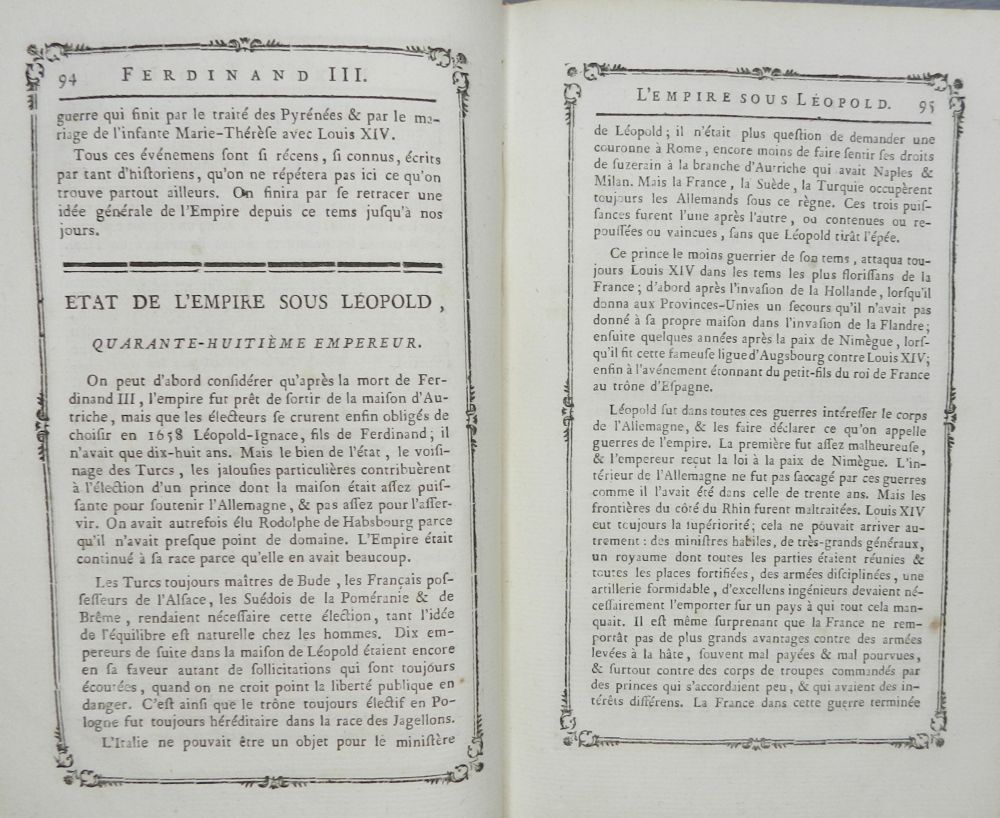 94 FERDINAND III.
guerre qui finit par le traité des Pyrénées & par le ma-
riage de l'infante Marie-Thérèſe avec Louis XIV.
Tous ces événemens ſont ſi récens, ſi connus, écrits
par tant d'hiſtoriens, qu'on ne répétera pas ici ce qu'on
trouve partout ailleurs. On finira par ſe retracer une
idée générale de l'Empire depuis ce tems juſqu'à nos
jours.
ETAT DE L'EMPIRE SOUS LÉOPOLD,
QUARANTE-HUITIÈME EMPEREUR.
On peut d'abord conſidérer qu'après la mort de Fer-
dinand III, l'empire fut prêt de ſortir de la maiſon d'Au-
triche, mais que les électeurs ſe crurent enfin obligés de
choiſir en 1658 Léopold-Ignace, fils de Ferdinand; il
n'avait que dix-huit ans. Mais le bien de l'état, le voiſi-
nage des Turcs, les jalouſies particulières contribuèrent
à l'élection d'un prince dont la maiſon était aſſez puiſ-
ſante pour ſoutenir l'Allemagne, & pas aſſez pour l'aſſer-
vir. On avait autrefois élu Rodolphe de Habsbourg parce
qu'il n'avait preſque point de domaine. L'Empire était
continué à ſa race parce qu'elle en avait beaucoup.
Les Turcs toujours maîtres de Bude, les Français poſ-
ſeſſeurs de l'Alſace, les Suédois de la Poméranie & de
Brême, rendaient néceſſaire cette élection, tant l'idée
de l'équilibre eſt naturelle chez les hommes. Dix em-
pereurs de ſuite dans la maiſon de Léopold étaient encore
en ſa faveur autant de ſollicitations qui ſont toujours
écoutées, quand on ne croit point la liberté publique en
danger. C'eſt ainſi que le trône toujours électif en Po-
logne fut toujours héréditaire dans la race des Jagellons.
L'Italie ne pouvait être un objet pour le miniſtère
L'EMPIRE SOUS LÉOPOLD. 95
de Léopold; il n'était plus queſtion de demander une
couronne à Rome, encore moins de faire ſentir ſes droits
de ſuzerain à la branche d'Autriche qui avait Naples &
Milan. Mais la France, la Suède, la Turquie occupèrent
toujours les Allemands ſous ce règne. Ces trois puiſ-
ſances furent l'une après l'autre, ou contenues ou re-
pouſſées ou vaincues, ſans que Léopold tirât l'épée.
Ce prince le moins guerrier de ſon tems, attaqua tou-
jours Louis XIV dans les tems les plus floriſſans de la
France; d'abord après l'invaſion de la Hollande, lorſqu'il
donna aux Provinces-Unies un ſecours qu'il n'avait pas
donné à ſa propre maiſon dans l'invaſion de la Flandre;
enſuite quelques années après la paix de Nimègue, lorſ-
qu'il fit cette fameuſe ligue d'Augsbourg contre Louis XIV;
enfin à l'avénement étonnant du petit-fils du roi de France
au trône d'Eſpagne.
Léopold ſut dans toutes ces guerres intéreſſer le corps
de l'Allemagne, & les faire déclarer ce qu'on appelle
guerres de l'empire. La première fut aſſez malheureuſe,
& l'empereur reçut la loi à la paix de Nimègue. L'in-
térieur de l'Allemagne ne fut pas ſaccagé par ces guerres
comme il l'avait été dans celle de trente ans. Mais les
frontières du côté du Rhin furent maltraitées. Louis XIV
eut toujours la ſupériorité; cela ne pouvait arriver au-
trement: des miniſtres habiles, de très-grands généraux,
un royaume dont toutes les parties étaient réunies &
toutes les places fortifiées, des armées diſciplinées, une
artillerie formidable, d'excellens ingénieurs devaient né-
ceſſairement l'emporter ſur un pays à qui tout cela man-
quait. Il eſt même ſurprenant que la France ne rem-
portât pas de plus grands avantages contre des armées
levées à la hâte, ſouvent mal payées & mal pourvues,
& ſurtout contre des corps de troupes commandés par
des princes qui s'accordaient peu, & qui avaient des in-
térêts différens. La France dans cette guerre terminée